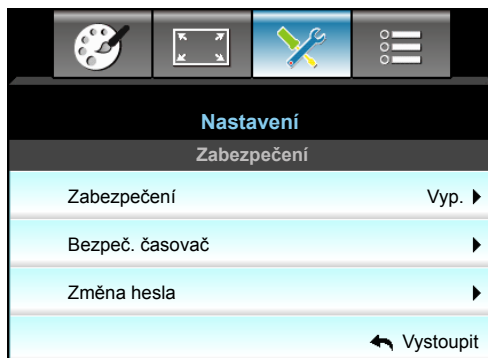 Nastavení
Zabezpečení
Zabezpečení Vyp.
Bezpeč. časovač
Změna hesla
Vystoupit